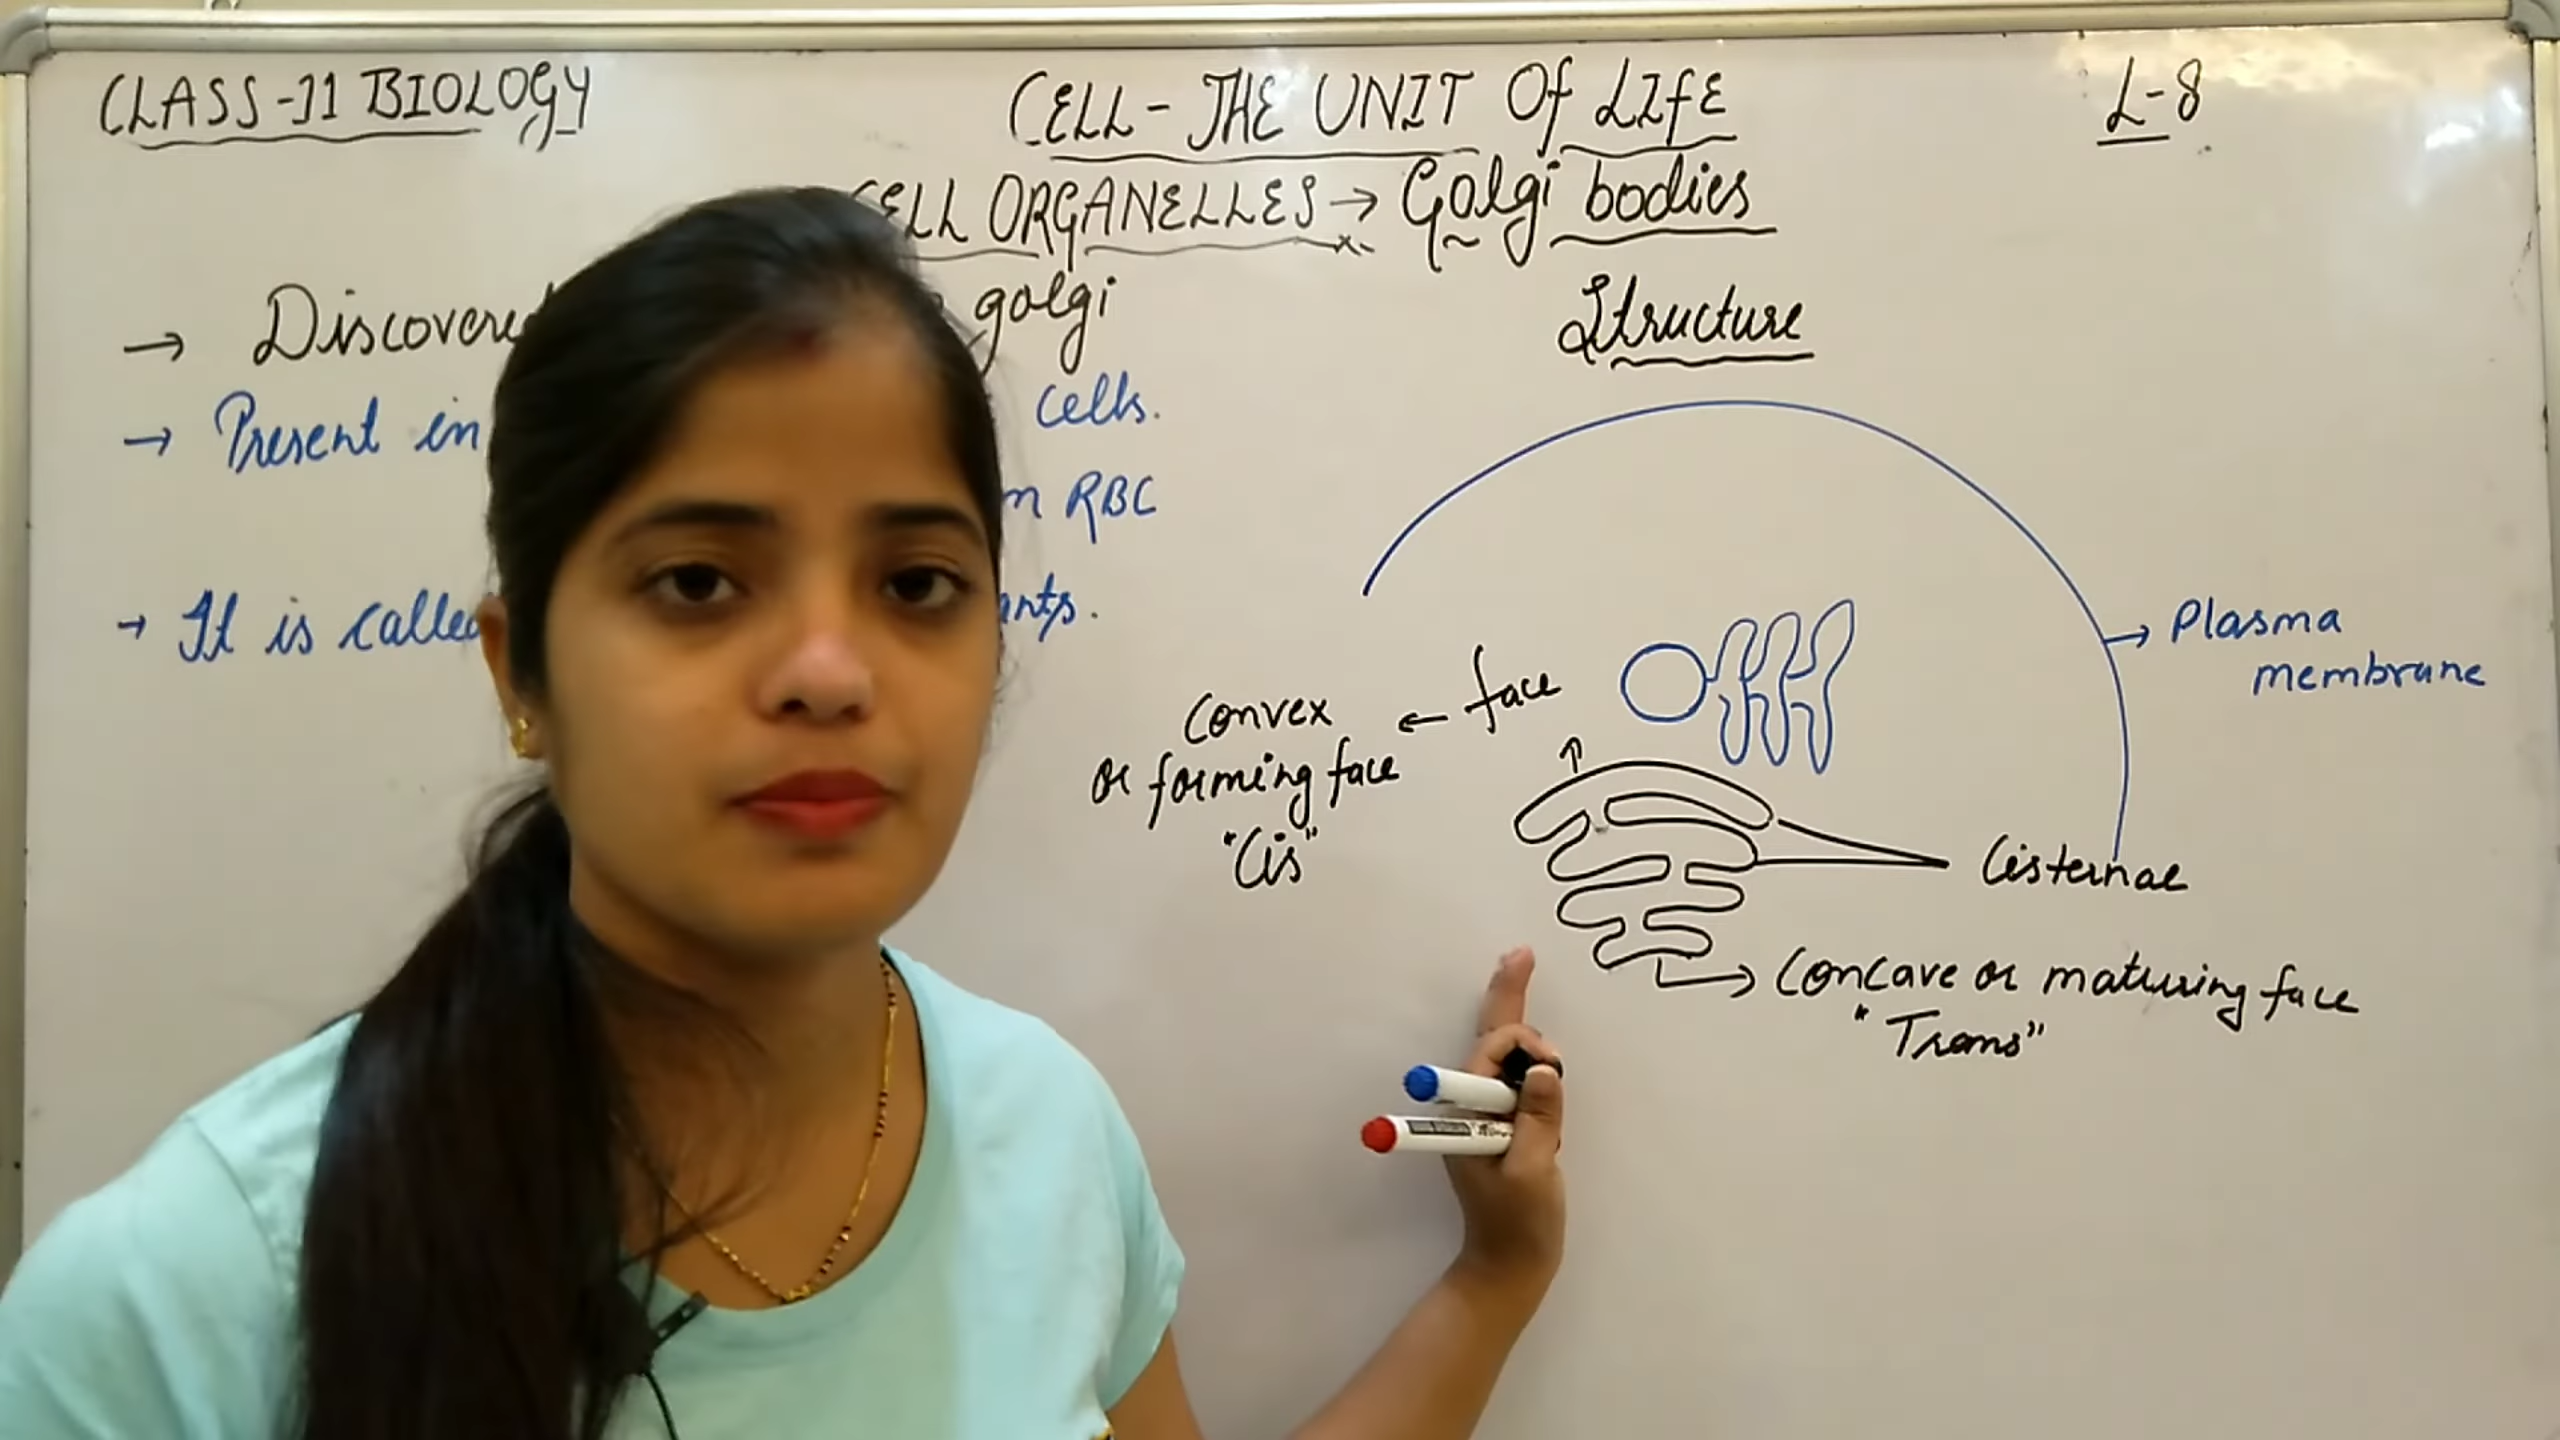 CLASS-11 BIOLOGY
CELL - THE UNIT Of LIfE
L-8
CELL ORGANELLES → Golgi bodies
→ Discovered golgi
Structure
→ Present in cells.
in RBC
→ It is called
→ Plasma
membrane
Convex ← face
or forming face
"Cis"
Cisternae
Concave or maturing face
"Trans"